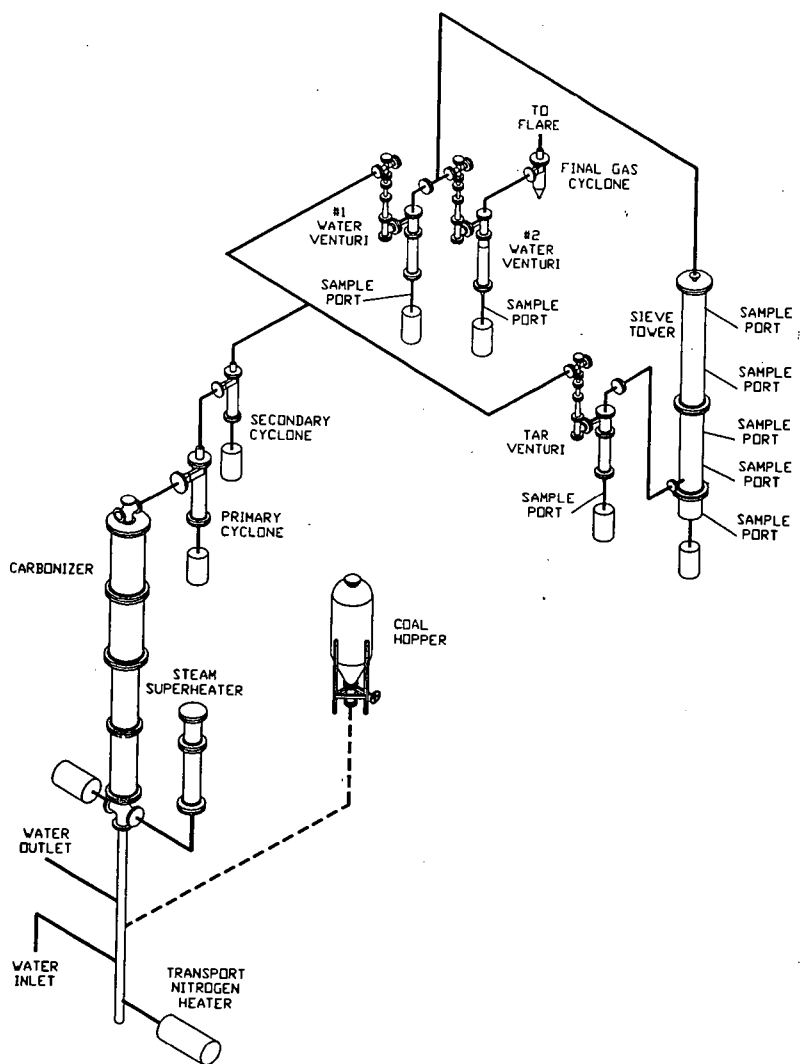 TO
FLARE
FINAL GAS
CYCLONE
#1
WATER
VENTURI
#2
WATER
VENTURI
SAMPLE
PORT
SAMPLE
PORT
SIEVE
TOWER
SAMPLE
PORT
SAMPLE
PORT
SAMPLE
PORT
SAMPLE
PORT
SAMPLE
PORT
TAR
VENTURI
SAMPLE
PORT
SECONDARY
CYCLONE
PRIMARY
CYCLONE
CARBONIZER
COAL
HOPPER
STEAM
SUPERHEATER
WATER
OUTLET
WATER
INLET
TRANSPORT
NITROGEN
HEATER